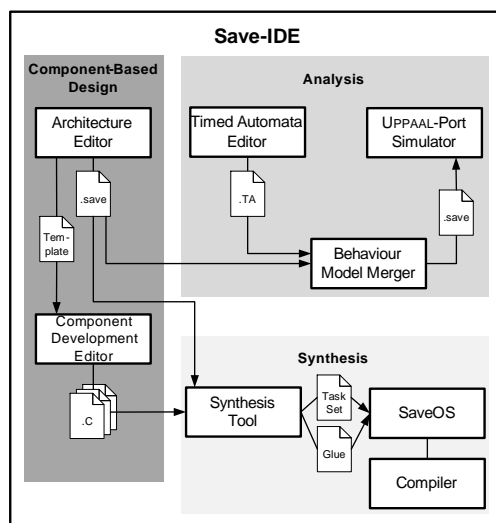 Save-IDE
Component-Based
Design
Analysis
Architecture
Editor
Timed Automata
Editor
UPPAAL-Port
Simulator
.save
.TA
.save
Tem-
plate
Behaviour
Model Merger
Component
Development
Editor
Synthesis
.C
Synthesis
Tool
Task
Set
Glue
SaveOS
Compiler